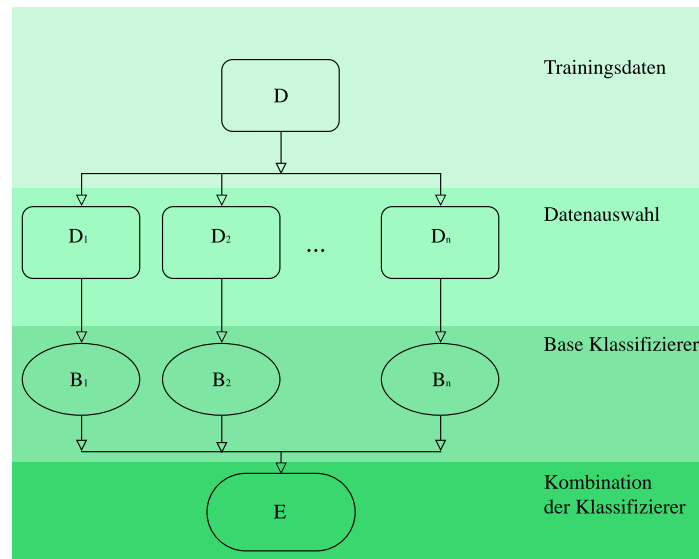 Trainingsdaten
D
Datenauswahl
D₁ D₂ ... Dₙ
Base Klassifizierer
B₁ B₂ Bₙ
Kombination
der Klassifizierer
E